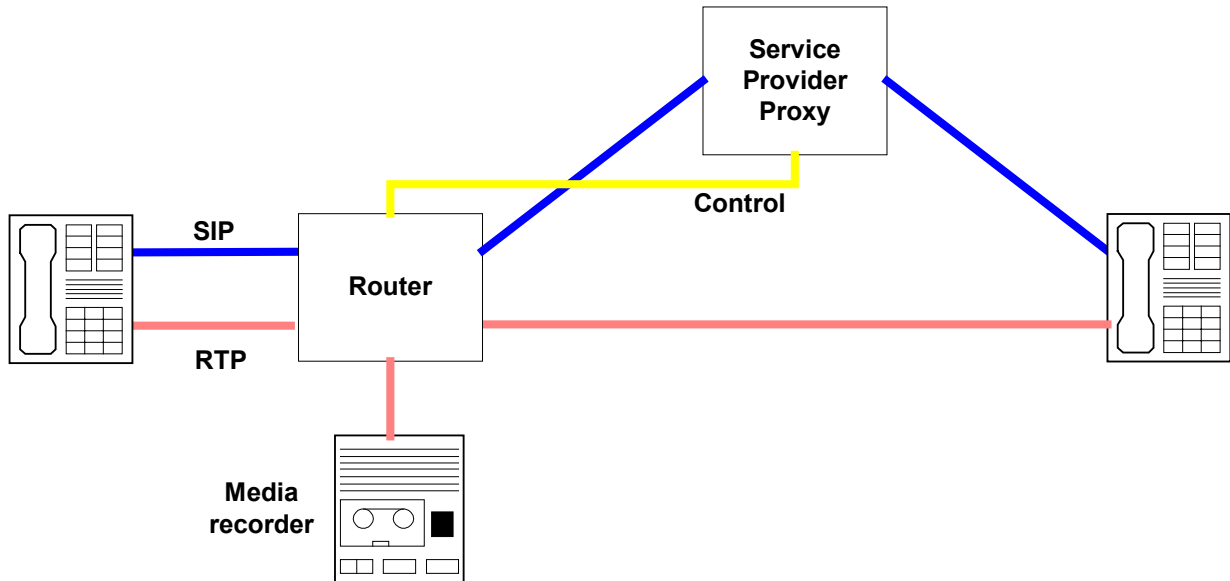 Service
Provider
Proxy
Control
SIP
Router
RTP
Media
recorder